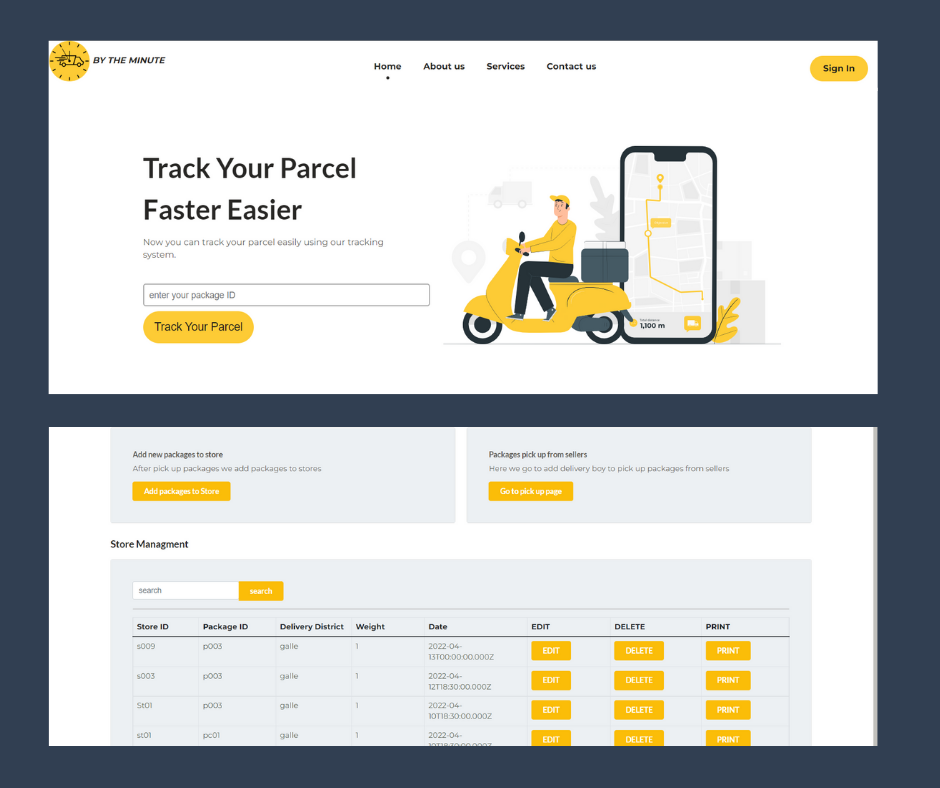 BY THE MINUTE
Home About us Services Contact us
Sign In
Track Your Parcel
Faster Easier
Now you can track your parcel easily using our tracking
system.
enter your package ID
Track Your Parcel
1,100 m
Add new packages to store
After pick up packages we add packages to stores
Add packages to Store
Packages pick up from sellers
Here we go to add delivery boy to pick up packages from sellers
Go to pick up page
Store Managment
search search
Store ID Package ID Delivery District Weight Date EDIT DELETE PRINT
s009 p003 galle 1 2022-04-
13T00:00:00.000Z EDIT DELETE PRINT
s003 p003 galle 1 2022-04-
12T18:30:00.000Z EDIT DELETE PRINT
St01 p003 galle 1 2022-04-
10T18:30:00.000Z EDIT DELETE PRINT
st01 pc01 galle 1 2022-04-
10T18:30:00.000Z EDIT DELETE PRINT